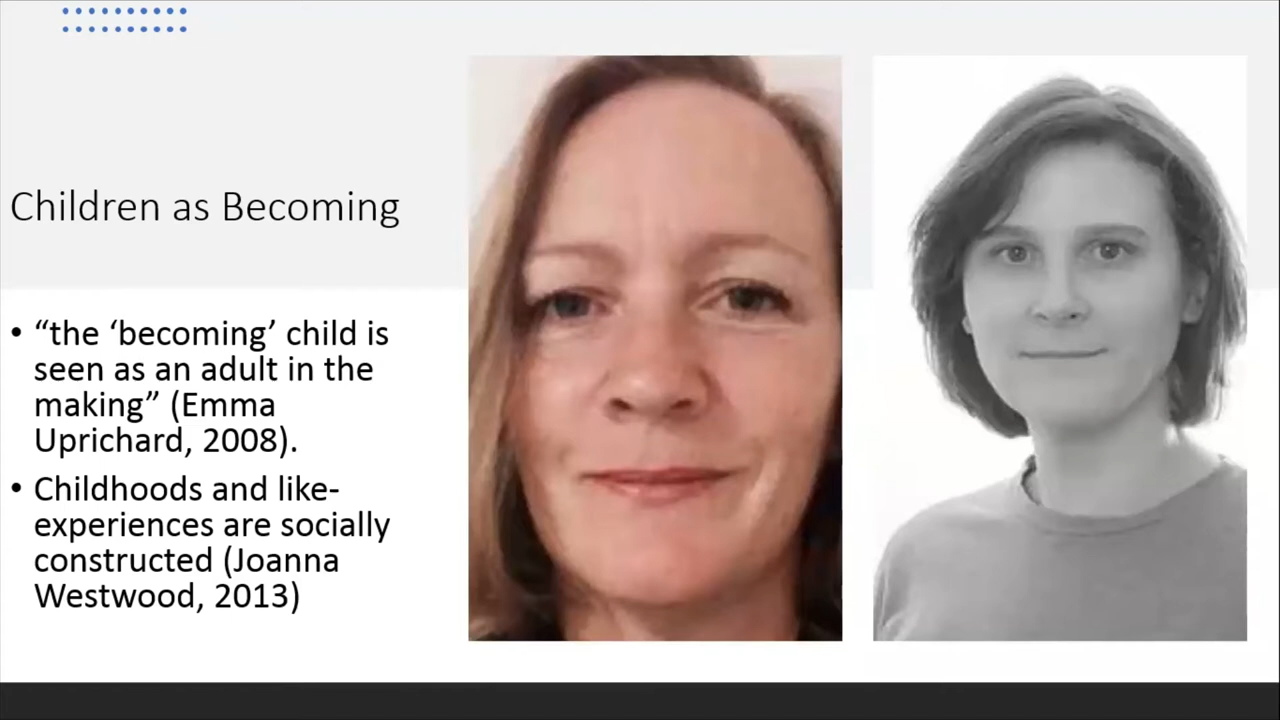 Children as Becoming
• “the ‘becoming’ child is
seen as an adult in the
making” (Emma
Uprichard, 2008).
• Childhoods and like-
experiences are socially
constructed (Joanna
Westwood, 2013)